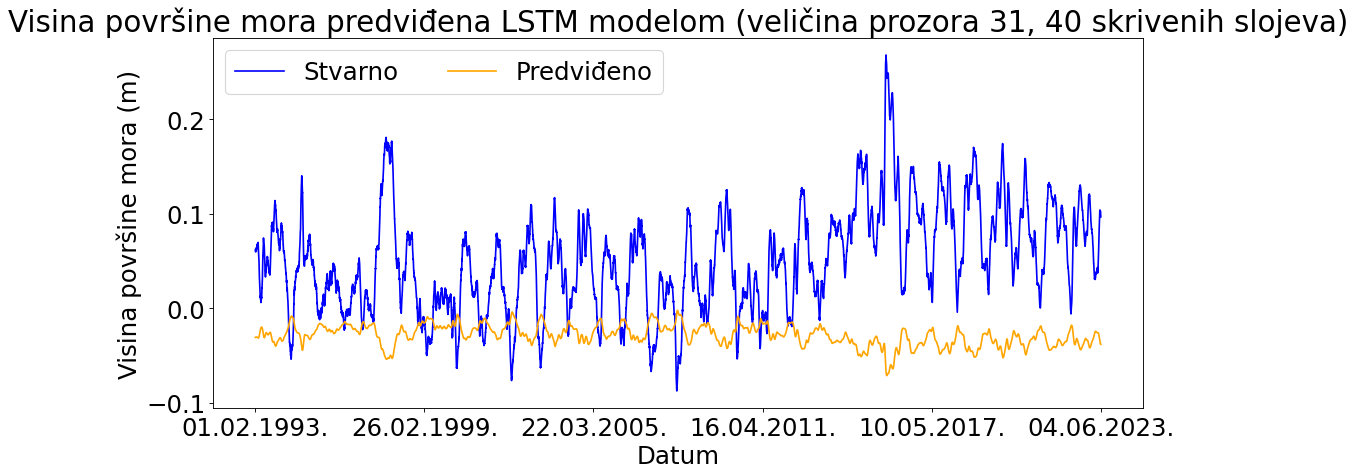 Visina površine mora predviđena LSTM modelom (veličina prozora 31, 40 skrivenih slojeva)
Stvarno Predviđeno
Visina površine mora (m)
0.2
0.1
0.0
−0.1
01.02.1993. 26.02.1999. 22.03.2005. 16.04.2011. 10.05.2017. 04.06.2023.
Datum